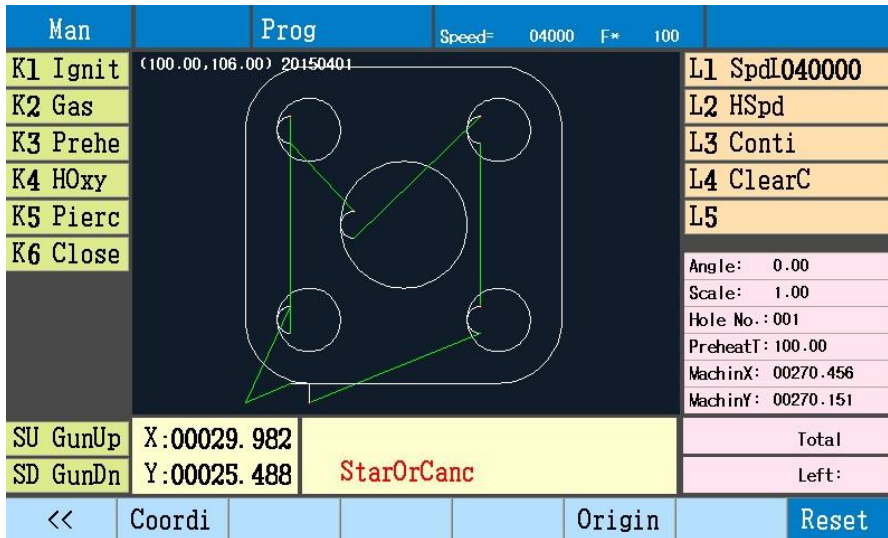 Man Prog Speed= 04000 F* 100
K1 Ignit
K2 Gas
K3 Prehe
K4 HOxy
K5 Pierc
K6 Close
SU GunUp
SD GunDn
(100.00,106.00) 20150401
X:00029.982
Y:00025.488
StarOrCanc
L1 SpdL040000
L2 HSpd
L3 Conti
L4 ClearC
L5
Angle: 0.00
Scale: 1.00
Hole No.:001
PreheatT:100.00
MachinX: 00270.456
MachinY: 00270.151
Total
Left:
<< Coordi Origin Reset